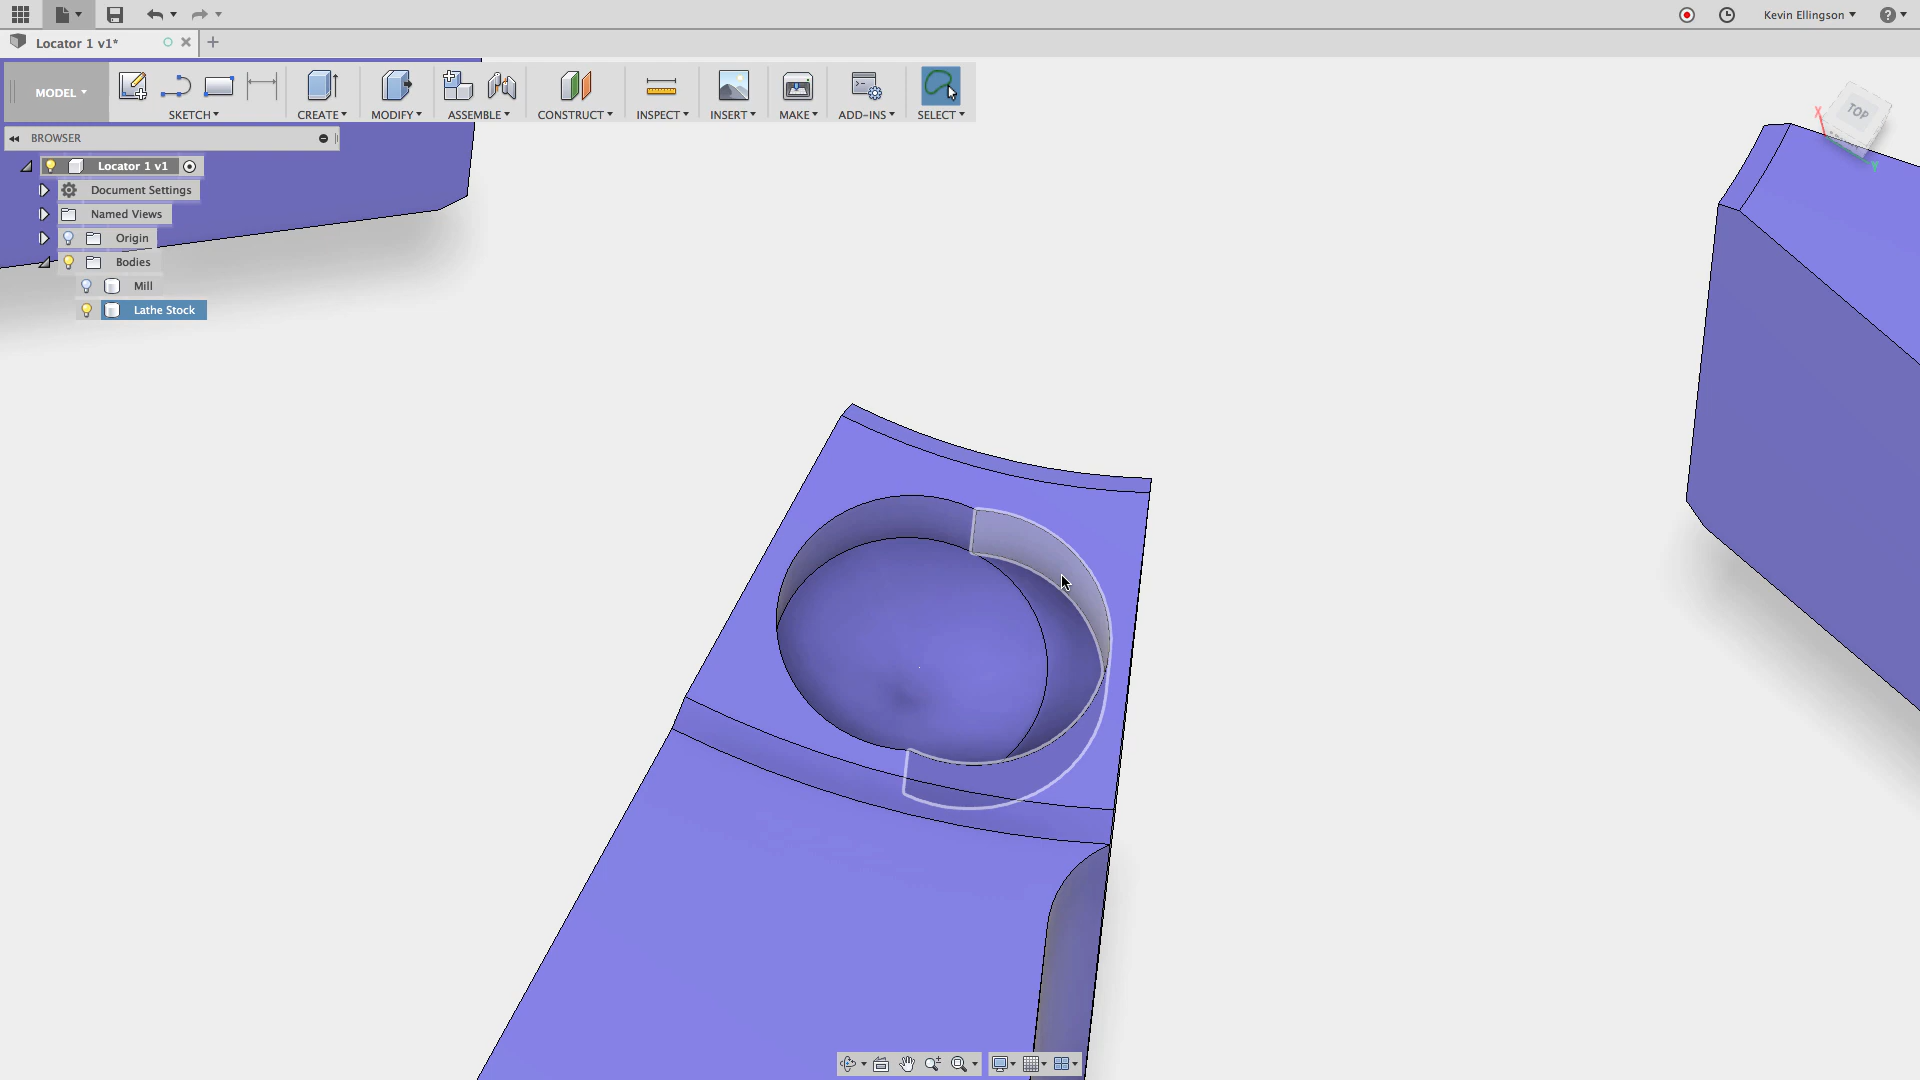 Kevin Ellingson
Locator 1 v1*
MODEL
SKETCH
CREATE
MODIFY
ASSEMBLE
CONSTRUCT
INSPECT
INSERT
MAKE
ADD-INS
SELECT
TOP
X
Y
BROWSER
Locator 1 v1
Document Settings
Named Views
Origin
Bodies
Mill
Lathe Stock